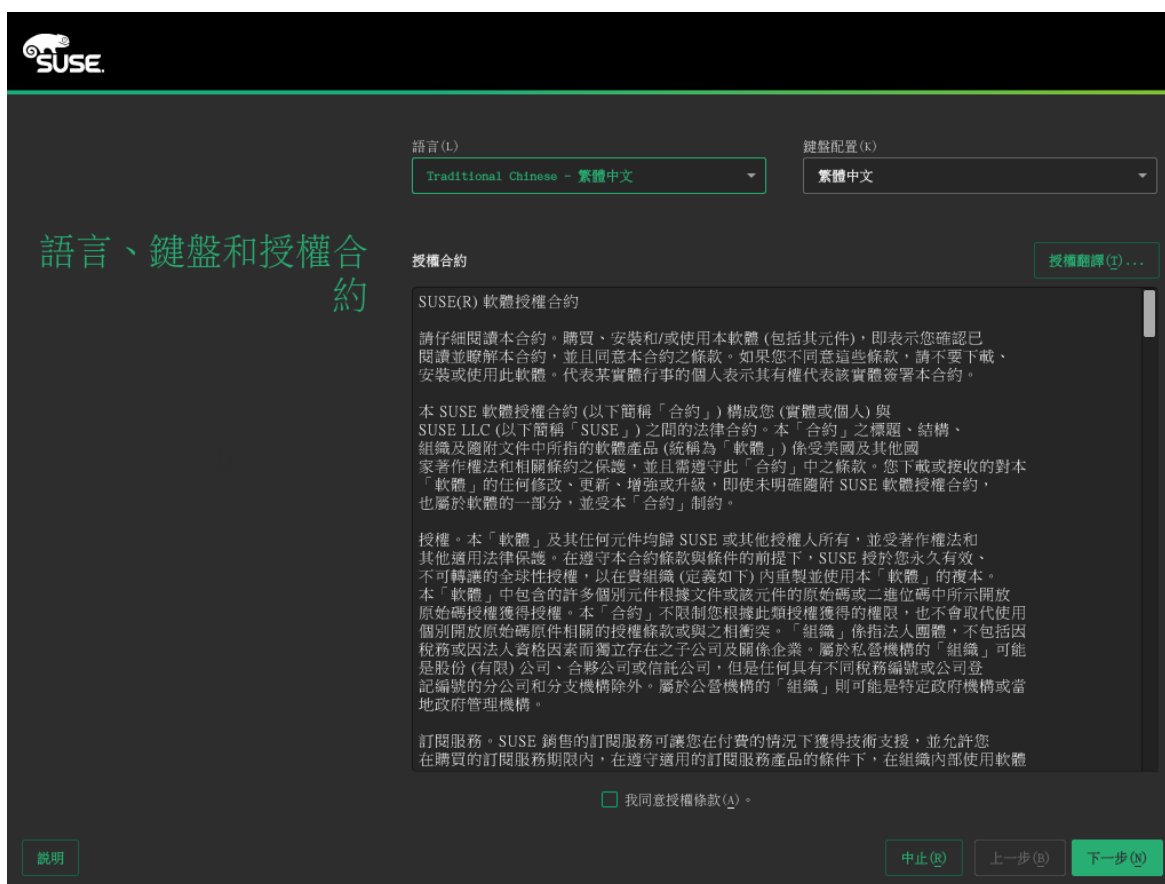 SUSE.
語言(L)
鍵盤配置(K)
Traditional Chinese - 繁體中文
繁體中文
語言、鍵盤和授權合
約
授權合約
授權翻譯(T)...
SUSE(R) 軟體授權合約
請仔細閱讀本合約。購買、安裝和/或使用本軟體 (包括其元件)，即表示您確認已
閱讀並瞭解本合約，並且同意本合約之條款。如果您不同意這些條款，請不要下載、
安裝或使用此軟體。代表某實體行事的個人表示其有權代表該實體簽署本合約。
本 SUSE 軟體授權合約 (以下簡稱「合約」) 構成您 (實體或個人) 與
SUSE LLC (以下簡稱「SUSE」) 之間的法律合約。本「合約」之標題、結構、
組織及隨附文件中所指的軟體產品 (統稱為「軟體」) 係受美國及其他國
家著作權法和相關條約之保護，並且需遵守此「合約」中之條款。您下載或接收的對本
「軟體」的任何修改、更新、增強或升級，即使未明確隨附 SUSE 軟體授權合約，
也屬於軟體的一部分，並受本「合約」制約。
授權。本「軟體」及其任何元件均歸 SUSE 或其他授權人所有，並受著作權法和
其他適用法律保護。在遵守本合約條款與條件的前提下，SUSE 授於您永久有效、
不可轉讓的全球性授權，以在貴組織 (定義如下) 內重製並使用本「軟體」的複本。
本「軟體」中包含的許多個別元件根據文件或該元件的原始碼或二進位碼中所示開放
原始碼授權獲得授權。本「合約」不限制您根據此類授權獲得的權限，也不會取代使用
個別開放原始碼原件相關的授權條款或與之相衝突。「組織」係指法人團體，不包括因
稅務或因法人資格因素而獨立存在之子公司及關係企業。屬於私營機構的「組織」可能
是股份 (有限) 公司、合夥公司或信託公司，但是任何具有不同稅務編號或公司登
記編號的分公司和分支機構除外。屬於公營機構的「組織」則可能是特定政府機構或當
地政府管理機構。
訂閱服務。SUSE 銷售的訂閱服務可讓您在付費的情況下獲得技術支援，並允許您
在購買的訂閱服務期限內，在遵守適用的訂閱服務產品的條件下，在組織內部使用軟體
我同意授權條款(A)。
說明
中止(R)
上一步(B)
下一步(N)